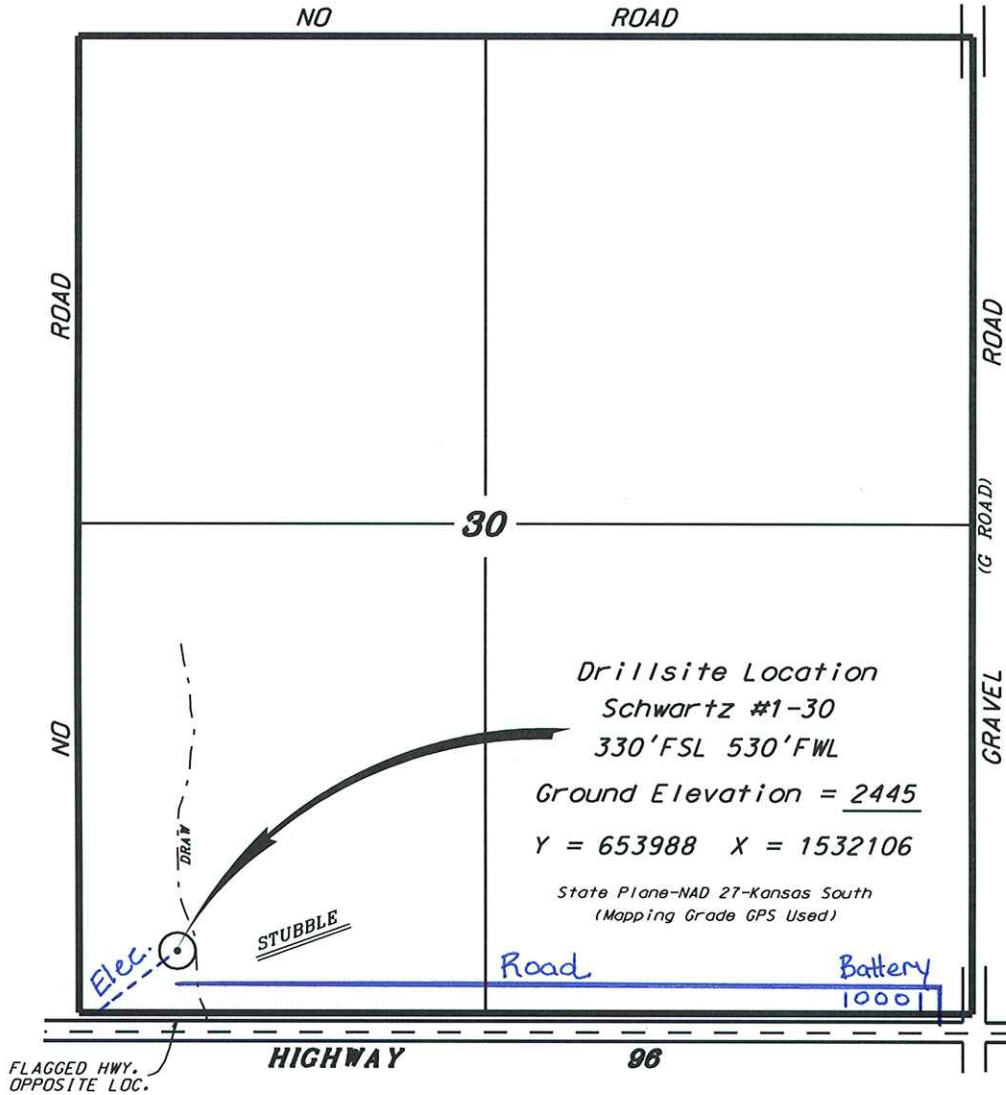 NO ROAD
ROAD
ROAD
(G ROAD)
30
Drillsite Location
Schwartz #1-30
330'FSL 530'FWL
Ground Elevation = 2445
Y = 653988 X = 1532106
State Plane-NAD 27-Kansas South
(Mapping Grade GPS Used)
NO
GRAVEL
DRAW
STUBBLE
Elec.
Road
Battery
10001
HIGHWAY 96
FLAGGED HWY.
OPPOSITE LOC.